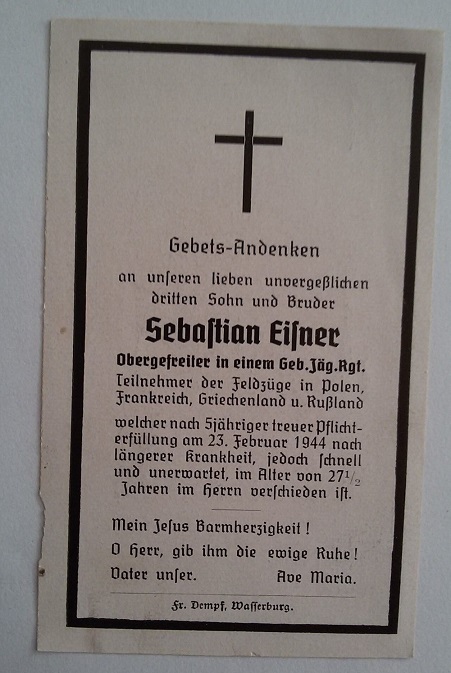 Gebets-Andenken
an unseren lieben unvergeßlichen
dritten Sohn und Bruder
Sebastian Eisner
Obergefreiter in einem Geb.Jäg.Rgt.
Teilnehmer der Feldzüge in Polen,
Frankreich, Griechenland u. Rußland
welcher nach 5jähriger treuer Pflicht-
erfüllung am 23. Februar 1944 nach
längerer Krankheit, jedoch schnell
und unerwartet, im Alter von 27½
Jahren im Herrn verschieden ist.
Mein Jesus Barmherzigkeit!
O Herr, gib ihm die ewige Ruhe!
Vater unser. Ave Maria.
Fr. Dempf, Wasserburg.